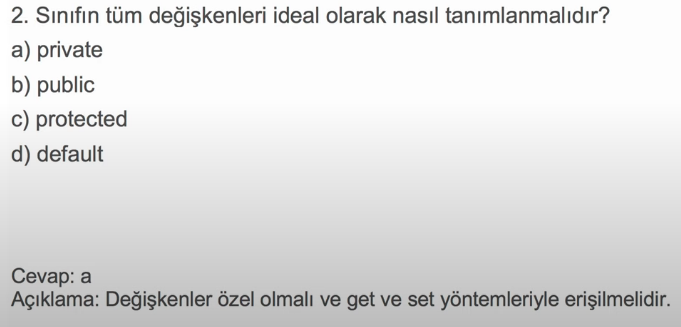 2. Sınıfın tüm değişkenleri ideal olarak nasıl tanımlanmalıdır?
a) private
b) public
c) protected
d) default
Cevap: a
Açıklama: Değişkenler özel olmalı ve get ve set yöntemleriyle erişilmelidir.